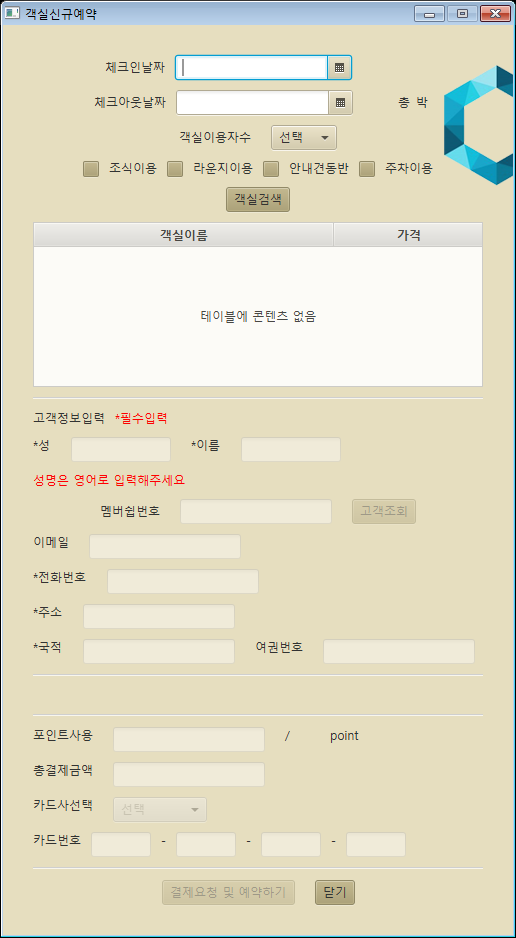 객실신규예약
체크인날짜
체크아웃날짜 총 박
객실이용자수 선택
조식이용 라운지이용 안내견동반 주차이용
객실검색
객실이름 가격
테이블에 콘텐츠 없음
고객정보입력 *필수입력
*성 *이름
성명은 영어로 입력해주세요
멤버쉽번호 고객조회
이메일
*전화번호
*주소
*국적 여권번호
포인트사용 / point
총결제금액
카드사선택 선택
카드번호 - - -
결제요청 및 예약하기 닫기